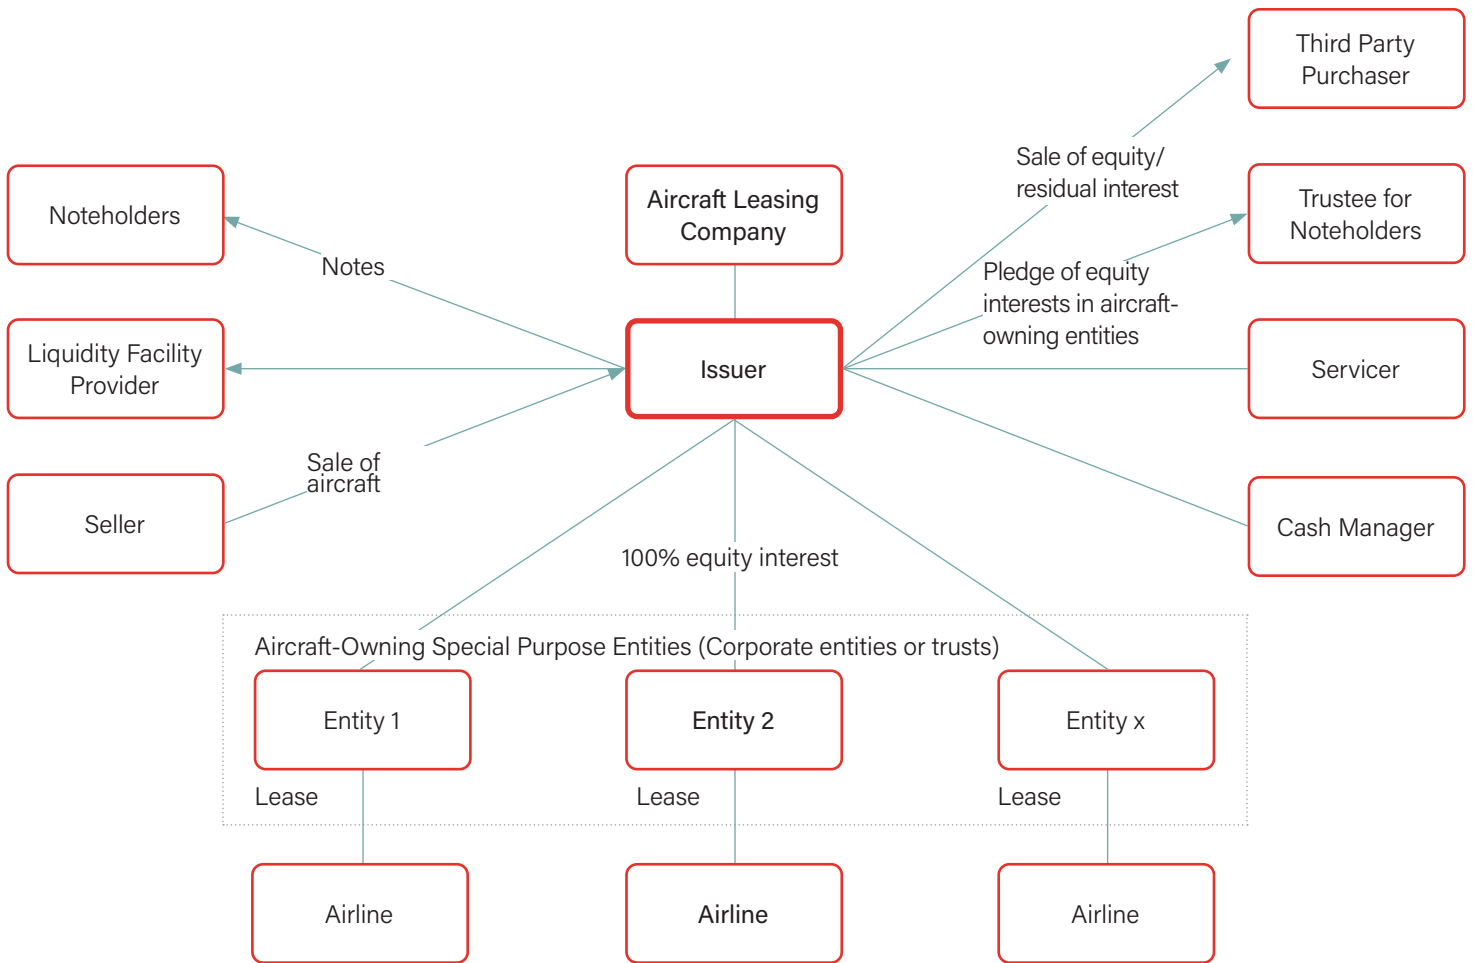 Third Party
Purchaser
Sale of equity/
residual interest
Noteholders
Aircraft Leasing
Company
Trustee for
Noteholders
Notes
Pledge of equity
interests in aircraft-
owning entities
Liquidity Facility
Provider
Issuer
Servicer
Sale of
aircraft
Seller
Cash Manager
100% equity interest
Aircraft-Owning Special Purpose Entities (Corporate entities or trusts)
Entity 1
Entity 2
Entity x
Lease
Lease
Lease
Airline
Airline
Airline